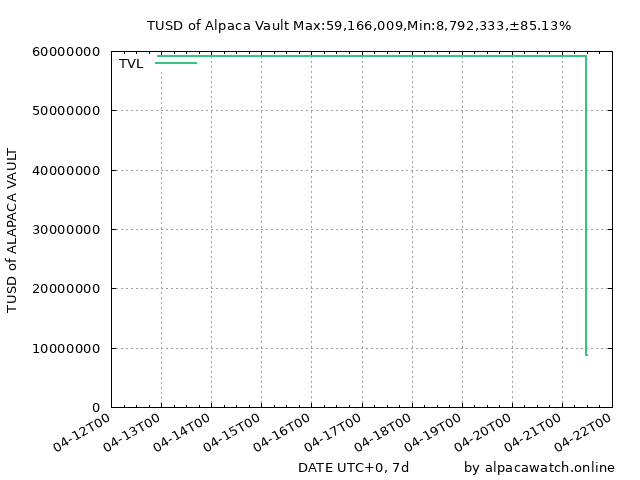 TUSD of Alpaca Vault Max:59,166,009,Min:8,792,333,±85.13%
TUSD of ALAPACA VAULT
60000000
50000000
40000000
30000000
20000000
10000000
0
TVL
04-12T00
04-13T00
04-14T00
04-15T00
04-16T00
04-17T00
04-18T00
04-19T00
04-20T00
04-21T00
04-22T00
DATE UTC+0, 7d
by alpacawatch.online